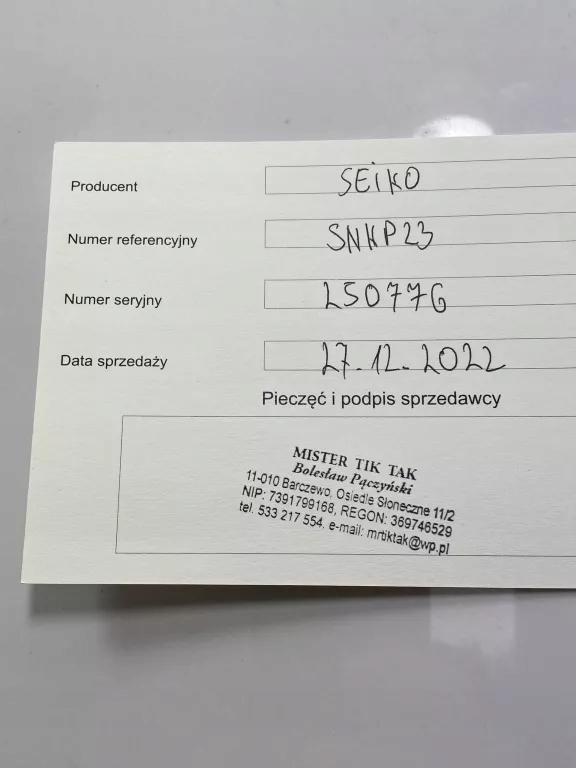 Producent SEIKO
Numer referencyjny SNKP23
Numer seryjny 250776
Data sprzedaży 27.12.2022
Pieczęć i podpis sprzedawcy
MISTER TIK TAK
Bolesław Pączyński
11-010 Barczewo, Osiedle Słoneczne 11/2
NIP: 7391799168, REGON: 369746529
tel. 533 217 554, e-mail: mrtiktak@wp.pl